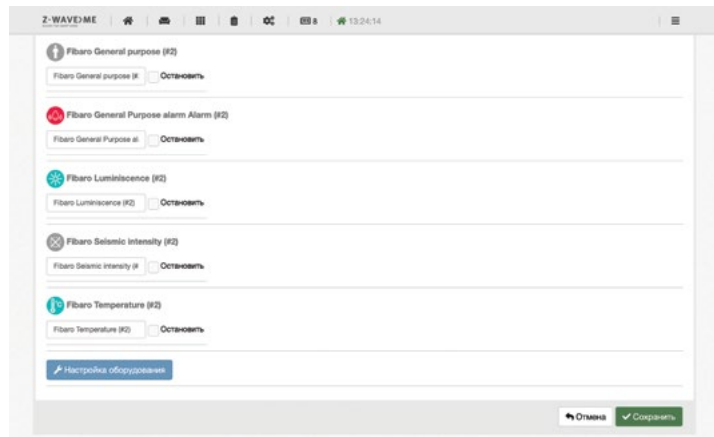 Z-WAVE>ME
8
13:24:14
Fibaro General purpose (#2)
Fibaro General purpose (#
Остановить
Fibaro General Purpose alarm Alarm (#2)
Fibaro General Purpose al
Остановить
Fibaro Luminiscence (#2)
Fibaro Luminiscence (#2)
Остановить
Fibaro Seismic intensity (#2)
Fibaro Seismic intensity (#
Остановить
Fibaro Temperature (#2)
Fibaro Temperature (#2)
Остановить
Настройка оборудования
Отмена
Сохранить